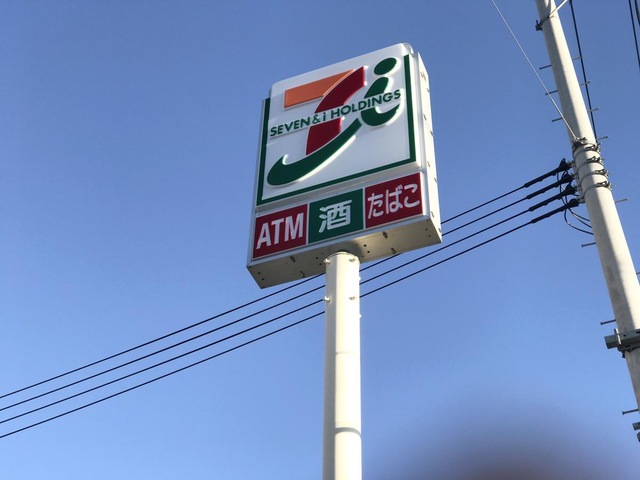 SEVEN & i HOLDINGS
ATM 酒 たばこ